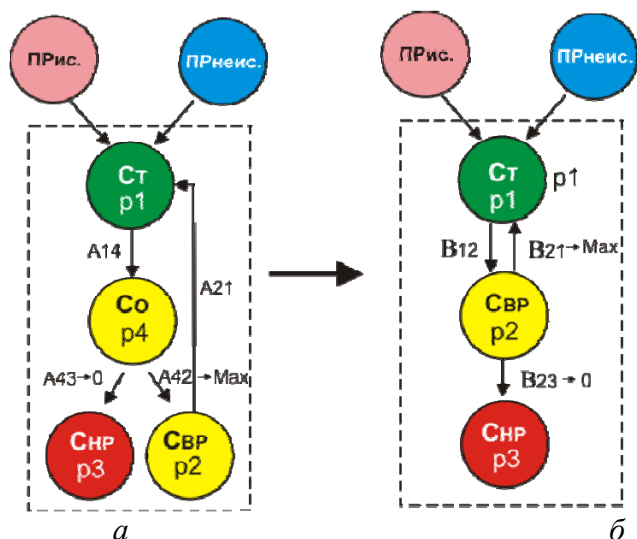 ПРис.
ПРнеис.
Ст
р1
А14
А21
Со
р4
А43→0
А42→Max
Снр
р3
Свр
р2
а
ПРис.
ПРнеис.
Ст
р1
р↑
В12
В21→Max
Свр
р2
В23→0
Снр
р3
б